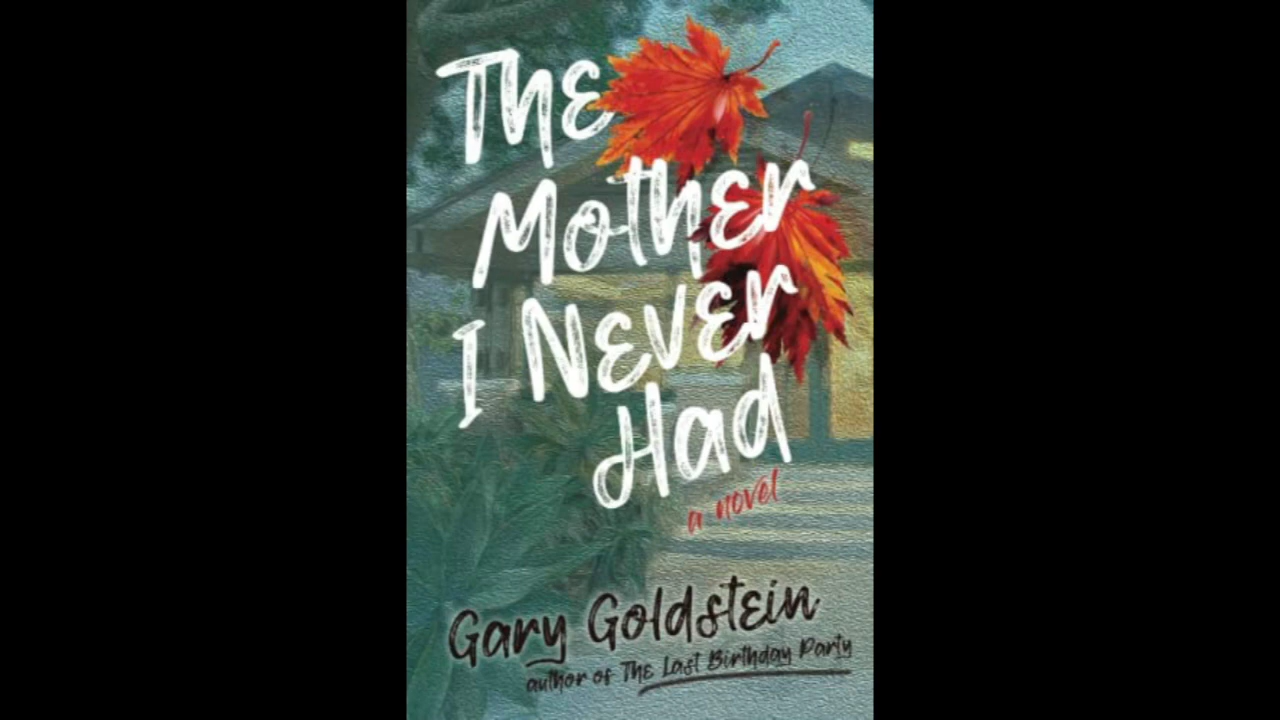 The
Mother
I Never
Had
a novel
Gary Goldstein
author of The Last Birthday Party